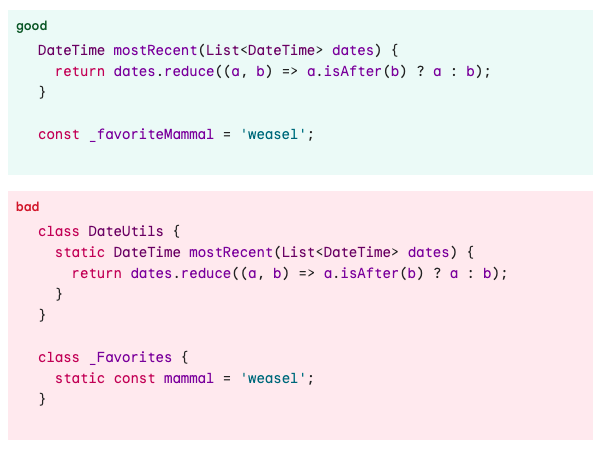 good
DateTime mostRecent(List<DateTime> dates) {
  return dates.reduce((a, b) => a.isAfter(b) ? a : b);
}
const _favoriteMammal = 'weasel';
bad
class DateUtils {
  static DateTime mostRecent(List<DateTime> dates) {
    return dates.reduce((a, b) => a.isAfter(b) ? a : b);
  }
}
class _Favorites {
  static const mammal = 'weasel';
}